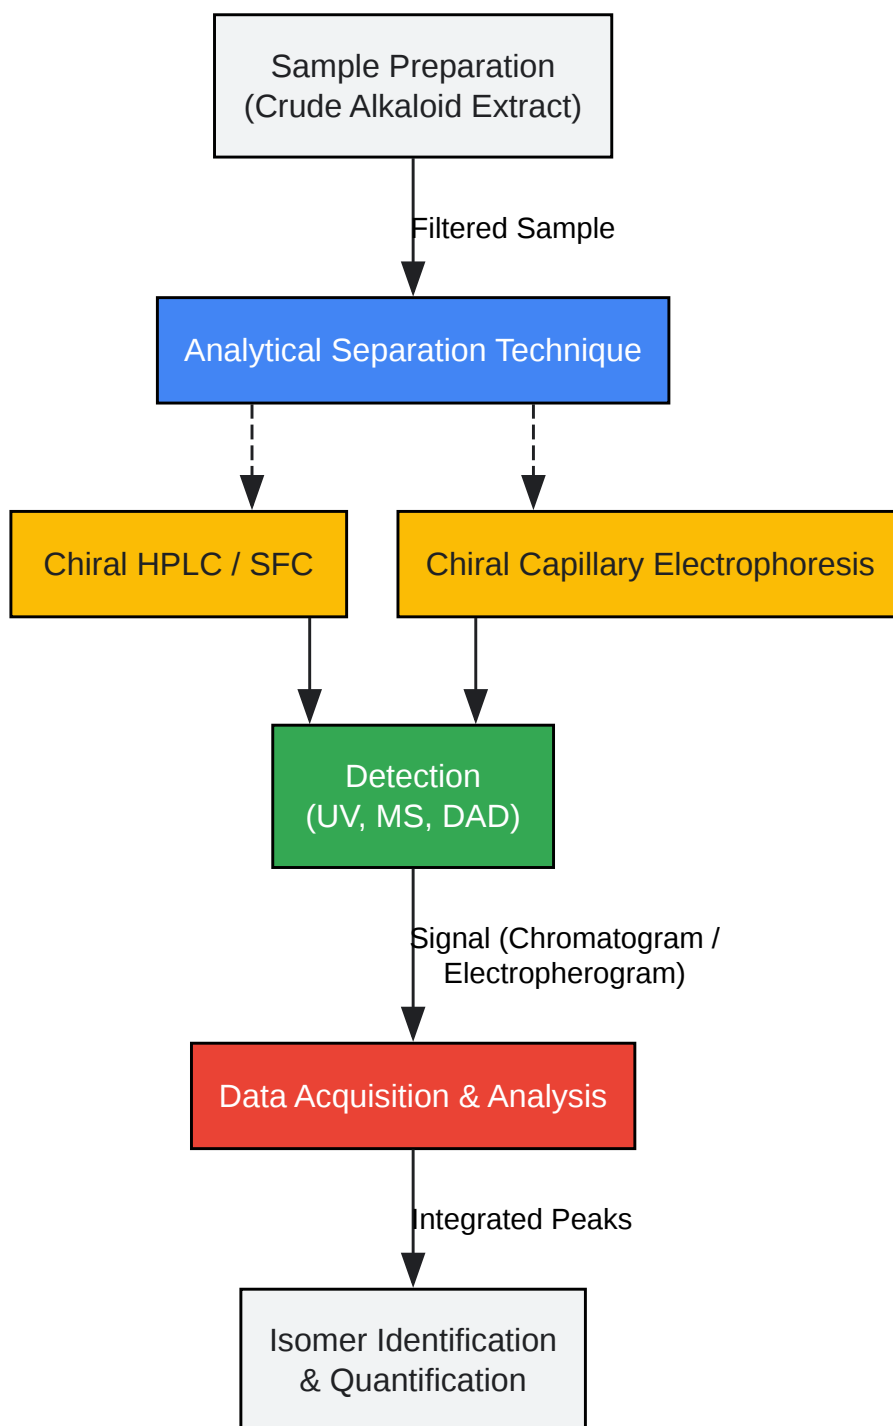 Sample Preparation
(Crude Alkaloid Extract)
Filtered Sample
Analytical Separation Technique
Chiral HPLC / SFC
Chiral Capillary Electrophoresis
Detection
(UV, MS, DAD)
Signal (Chromatogram /
Electropherogram)
Data Acquisition & Analysis
Integrated Peaks
Isomer Identification
& Quantification